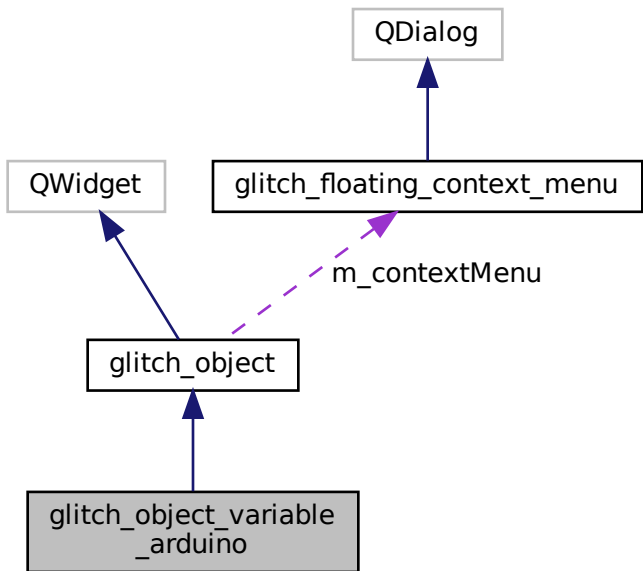 QDialog
QWidget
glitch_floating_context_menu
m_contextMenu
glitch_object
glitch_object_variable
_arduino